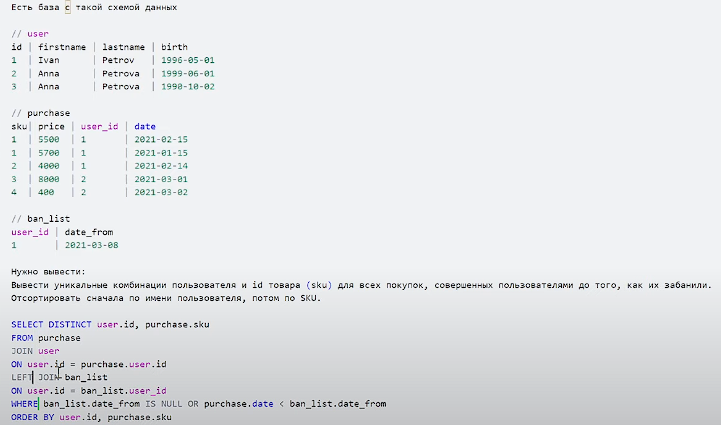 Есть база с такой схемой данных
// user
id | firstname | lastname | birth
1 | Ivan | Petrov | 1996-05-01
2 | Anna | Petrova | 1999-06-01
3 | Anna | Petrova | 1990-10-02
// purchase
sku| price | user_id | date
1 | 5500 | 1 | 2021-02-15
1 | 5700 | 1 | 2021-01-15
2 | 4000 | 1 | 2021-02-14
3 | 8000 | 2 | 2021-03-01
4 | 400 | 2 | 2021-03-02
// ban_list
user_id | date_from
1 | 2021-03-08
Нужно вывести:
Вывести уникальные комбинации пользователя и id товара (sku) для всех покупок, совершенных пользователями до того, как их забанили.
Отсортировать сначала по имени пользователя, потом по SKU.
SELECT DISTINCT user.id, purchase.sku
FROM purchase
JOIN user
ON user.id = purchase.user.id
LEFT JOIN ban_list
ON user.id = ban_list.user_id
WHERE ban_list.date_from IS NULL OR purchase.date < ban_list.date_from
ORDER BY user.id, purchase.sku